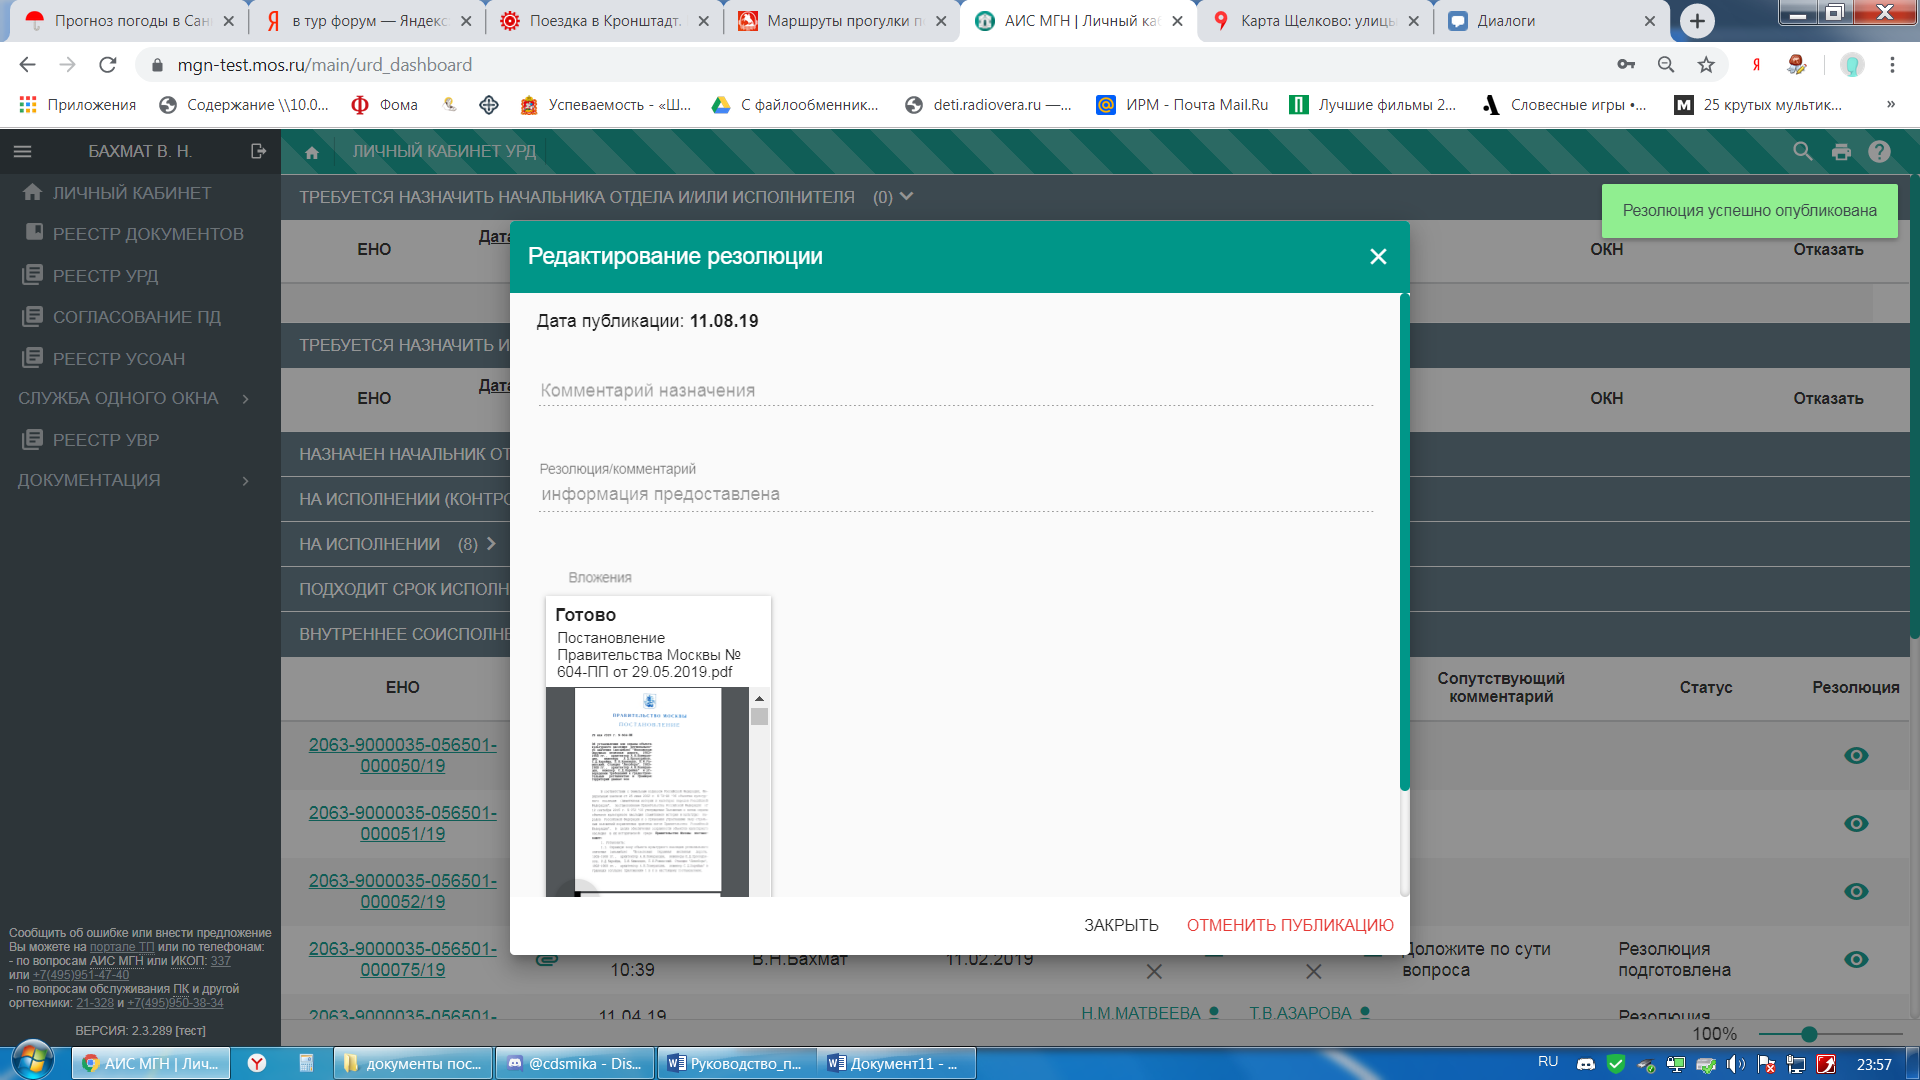 Прогноз погоды в Сан
в тур форум — Яндекс
Поездка в Кронштадт.
Маршруты прогулки п
АИС МГН | Личный ка
Карта Щелково: улицы
Диалоги
mgn-test.mos.ru/main/urd_dashboard
Приложения
Содержание \\10.0...
Фома
Успеваемость - «Ш...
С файлообменник...
deti.radiovera.ru —...
ИРМ - Почта Mail.Ru
Лучшие фильмы 2...
Словесные игры •...
25 крутых мультик...
»
БАХМАТ В. Н.
ЛИЧНЫЙ КАБИНЕТ УРД
ЛИЧНЫЙ КАБИНЕТ
РЕЕСТР ДОКУМЕНТОВ
РЕЕСТР УРД
СОГЛАСОВАНИЕ ПД
РЕЕСТР УСОАН
СЛУЖБА ОДНОГО ОКНА
РЕЕСТР УВР
ДОКУМЕНТАЦИЯ
Сообщить об ошибке или внести предложение
Вы можете на портале ТП или по телефонам:
- по вопросам АИС МГН или ИКОП: 337
или +7(495)951-47-40
- по вопросам обслуживания ПК и другой
оргтехники: 21-328 и +7(495)950-38-34
ВЕРСИЯ: 2.3.289 [тест]
ТРЕБУЕТСЯ НАЗНАЧИТЬ НАЧАЛЬНИКА ОТДЕЛА И/ИЛИ ИСПОЛНИТЕЛЯ (0)
Резолюция успешно опубликована
ЕНО
Дата
ОКН
Отказать
ТРЕБУЕТСЯ НАЗНАЧИТЬ И
ЕНО
Дата
ОКН
Отказать
НАЗНАЧЕН НАЧАЛЬНИК ОТ
НА ИСПОЛНЕНИИ (КОНТРО
НА ИСПОЛНЕНИИ (8)
ПОДХОДИТ СРОК ИСПОЛН
ВНУТРЕННЕЕ СОИСПОЛНЕ
ЕНО
Сопутствующий
комментарий
Статус
Резолюция
2063-9000035-056501-
000050/19
2063-9000035-056501-
000051/19
2063-9000035-056501-
000052/19
2063-9000035-056501-
000075/19
10:39
В.Н.Бахмат
11.02.2019
Доложите по сути
вопроса
Резолюция
подготовлена
2063-9000035-056501-
11.04.19
Н.М.МАТВЕЕВА
Т.В.АЗАРОВА
Резолюция
100%
Редактирование резолюции
Дата публикации: 11.08.19
Комментарий назначения
Резолюция/комментарий
информация предоставлена
Вложения
Готово
Постановление
Правительства Москвы №
604-ПП от 29.05.2019.pdf
ПРАВИТЕЛЬСТВО МОСКВЫ
ПОСТАНОВЛЕНИЕ
ЗАКРЫТЬ
ОТМЕНИТЬ ПУБЛИКАЦИЮ
АИС МГН | Лич...
документы пос...
@cdsmika - Dis...
Руководство_п...
Документ11 - ...
RU
23:57